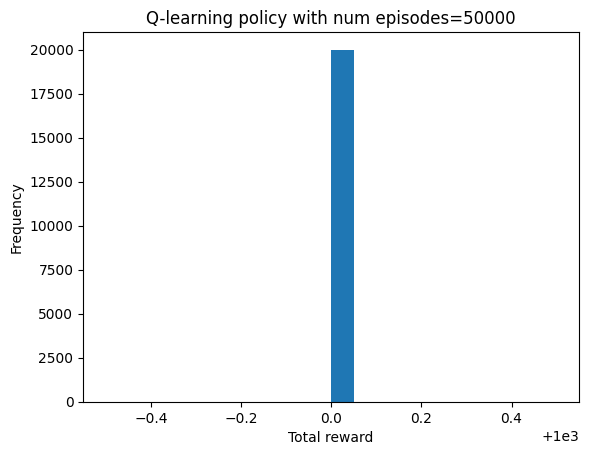 Q-learning policy with num episodes=50000
20000
17500
15000
12500
10000
7500
5000
2500
0
Frequency
−0.4 −0.2 0.0 0.2 0.4
+1e3
Total reward